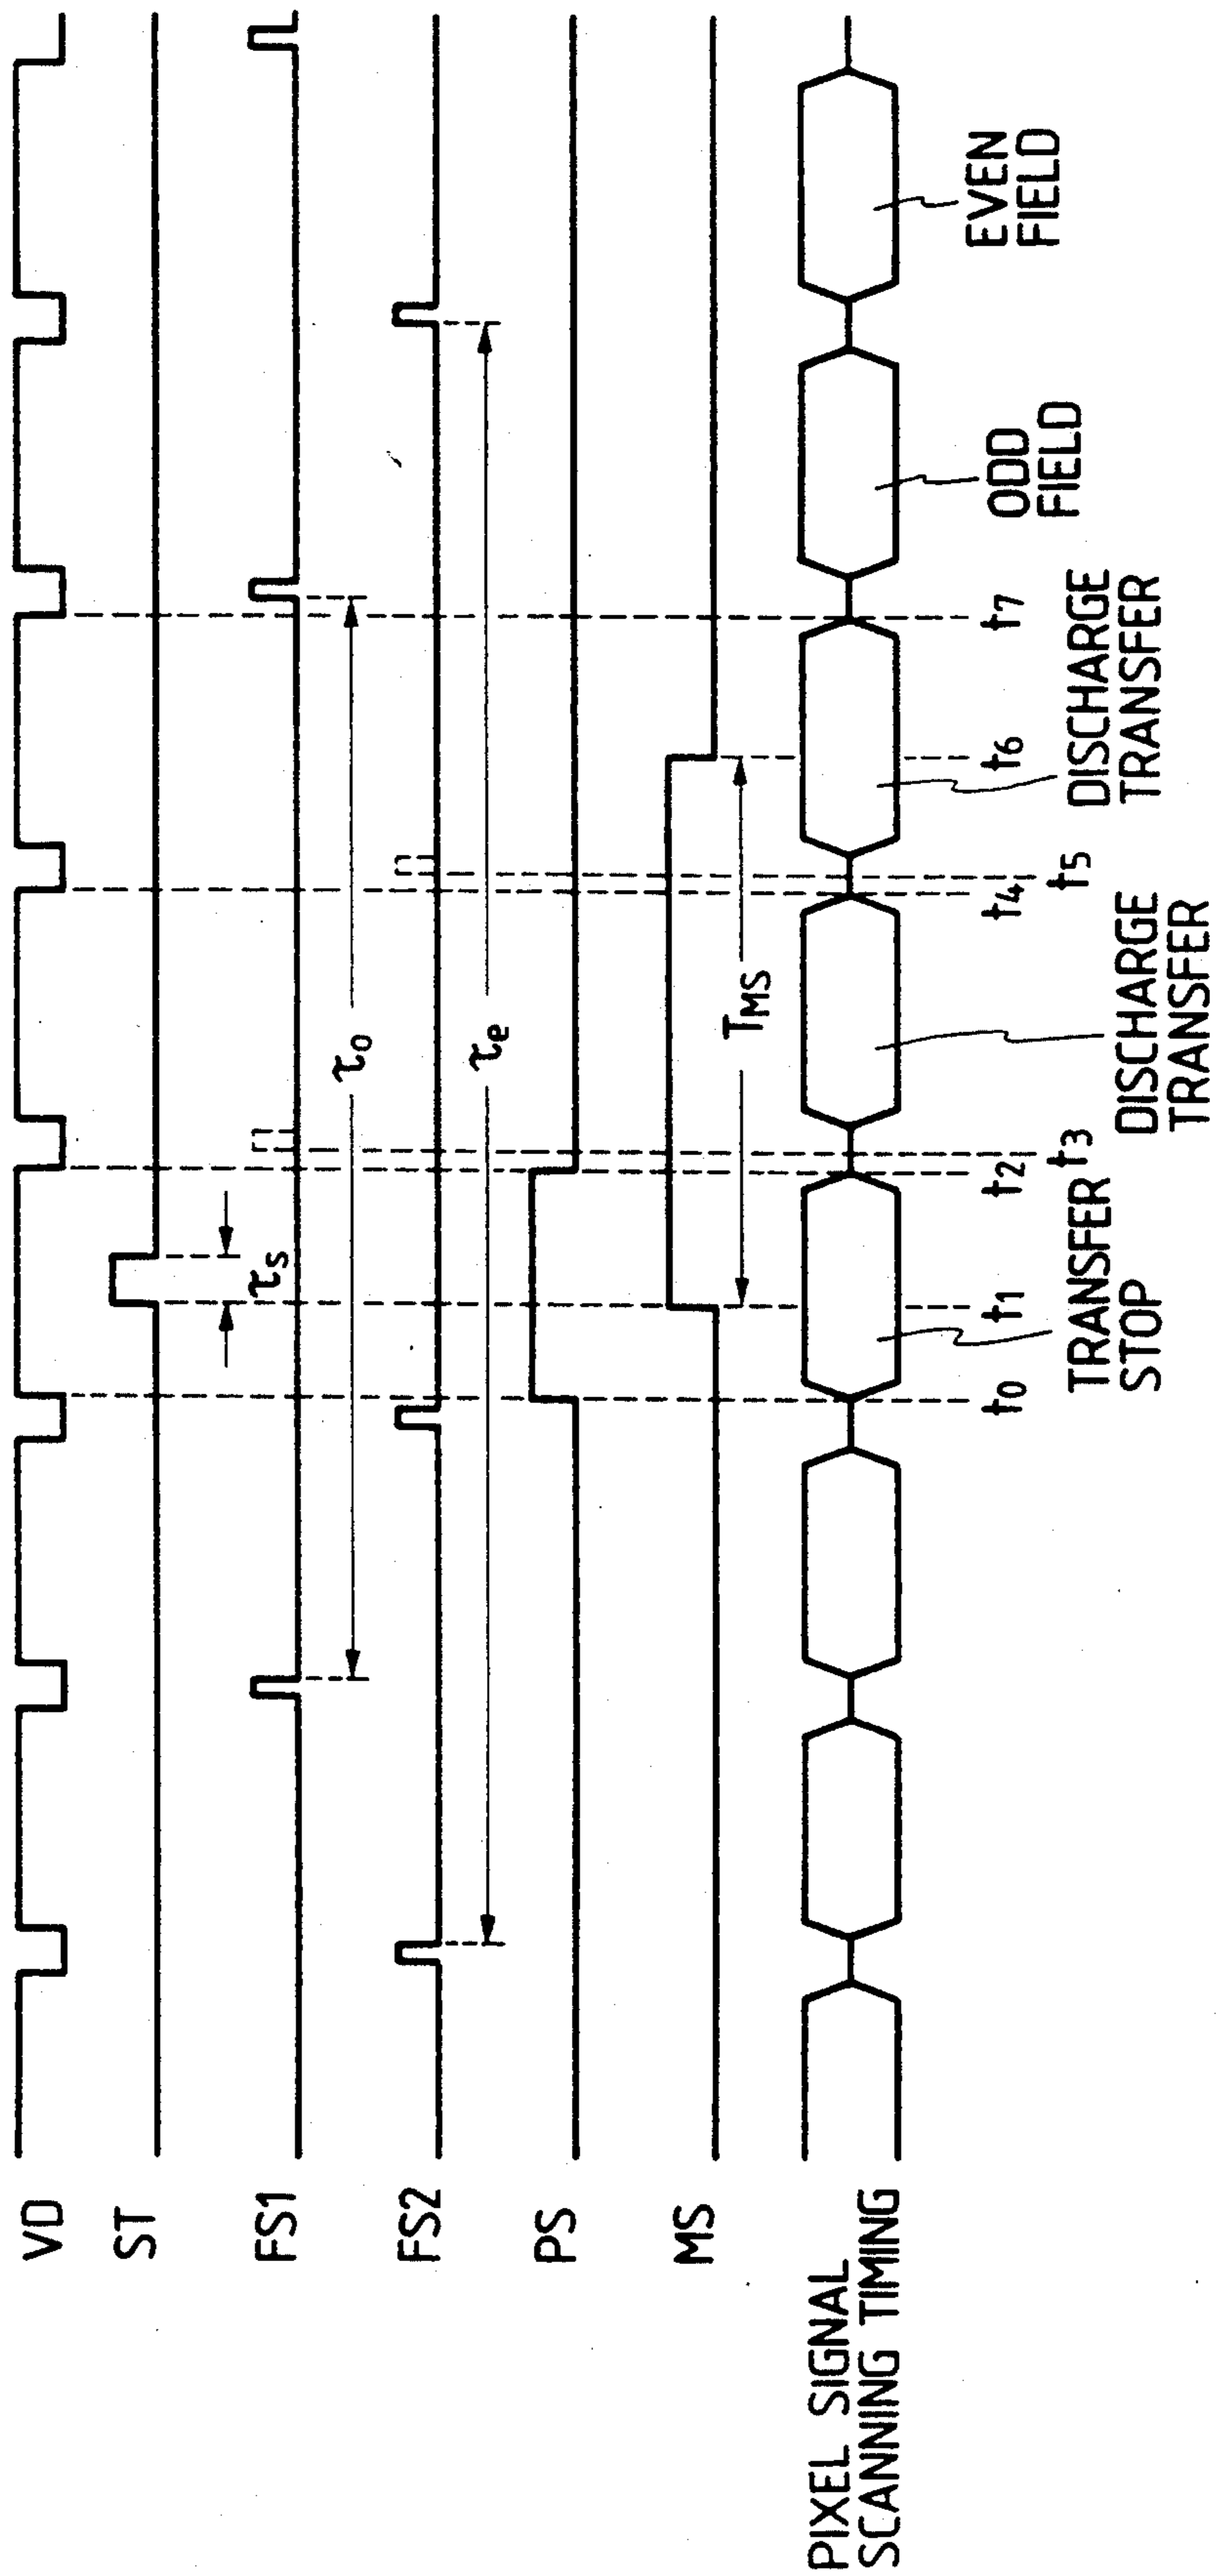 VD
ST
τs
FS1
τo
FS2
τe
PS
MS
TMS
PIXEL SIGNAL
SCANNING TIMING
t0
t1
t2
t3
t4
t5
t6
t7
TRANSFER
STOP
DISCHARGE
TRANSFER
DISCHARGE
TRANSFER
ODD
FIELD
EVEN
FIELD